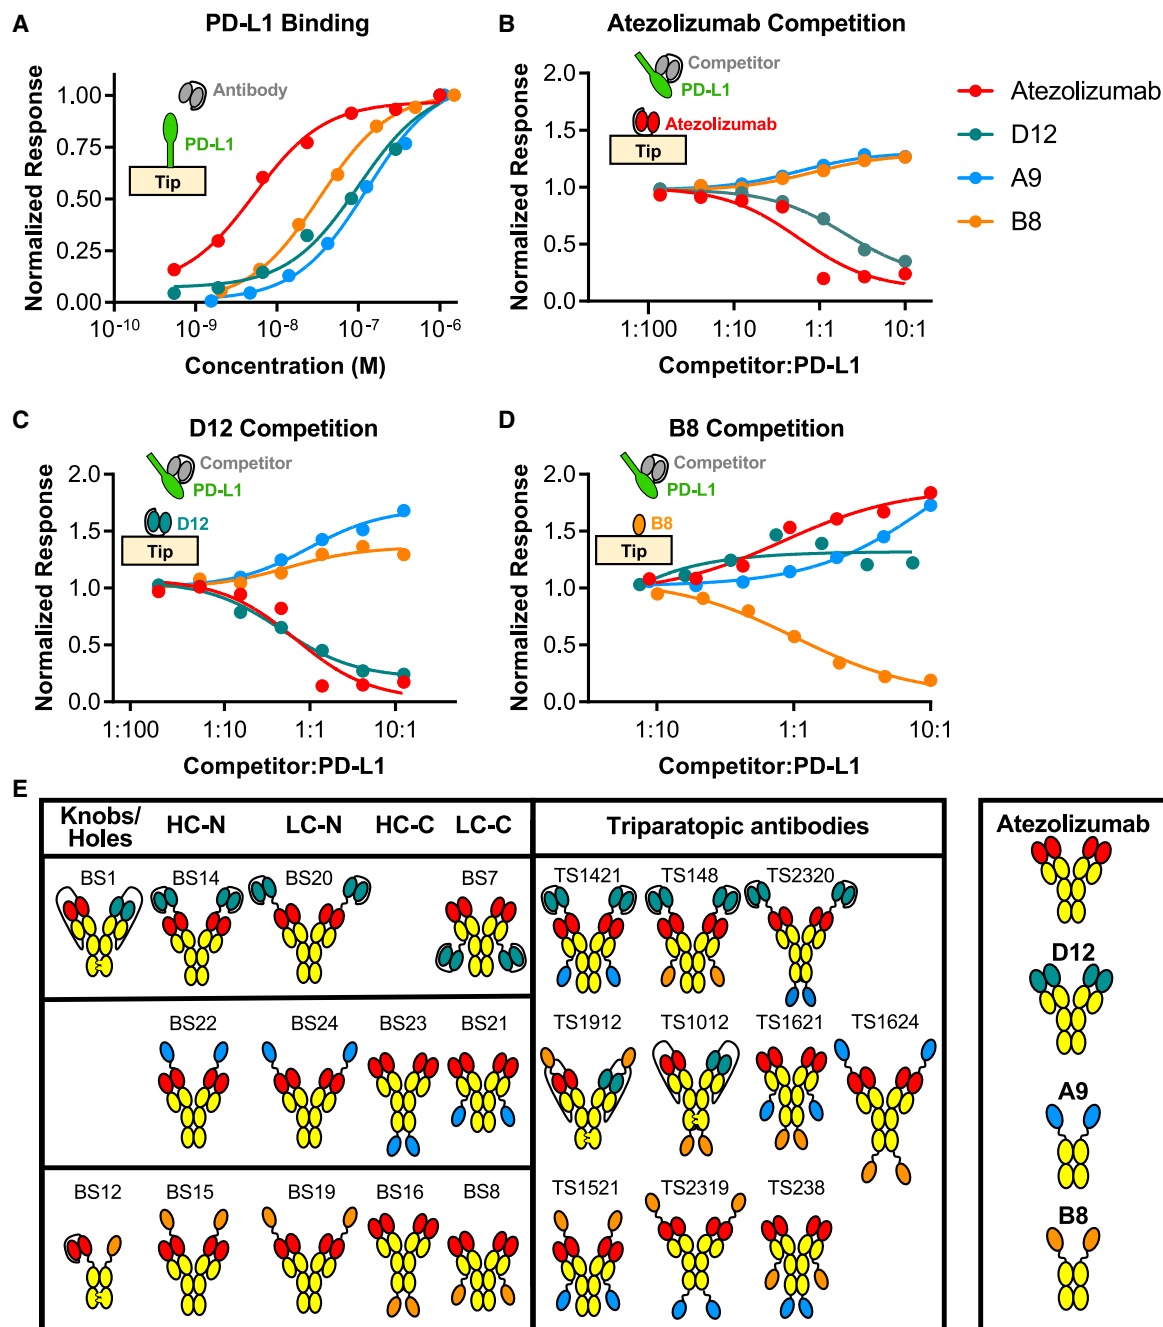 A
PD-L1 Binding
Normalized Response
1.00
0.75
0.50
0.25
0.00
Antibody
PD-L1
Tip
10⁻¹⁰
10⁻⁹
10⁻⁸
10⁻⁷
10⁻⁶
Concentration (M)
B
Atezolizumab Competition
Normalized Response
2.0
1.5
1.0
0.5
0.0
Competitor
PD-L1
Atezolizumab
Tip
1:100
1:10
1:1
10:1
Competitor:PD-L1
Atezolizumab
D12
A9
B8
C
D12 Competition
Normalized Response
2.0
1.5
1.0
0.5
0.0
Competitor
PD-L1
D12
Tip
1:100
1:10
1:1
10:1
Competitor:PD-L1
D
B8 Competition
Normalized Response
2.0
1.5
1.0
0.5
0.0
Competitor
PD-L1
B8
Tip
1:10
1:1
10:1
Competitor:PD-L1
E
Knobs/
Holes
HC-N
LC-N
HC-C
LC-C
Triparatopic antibodies
BS1
BS14
BS20
BS7
TS1421
TS148
TS2320
BS22
BS24
BS23
BS21
TS1912
TS1012
TS1621
TS1624
BS12
BS15
BS19
BS16
BS8
TS1521
TS2319
TS238
Atezolizumab
D12
A9
B8